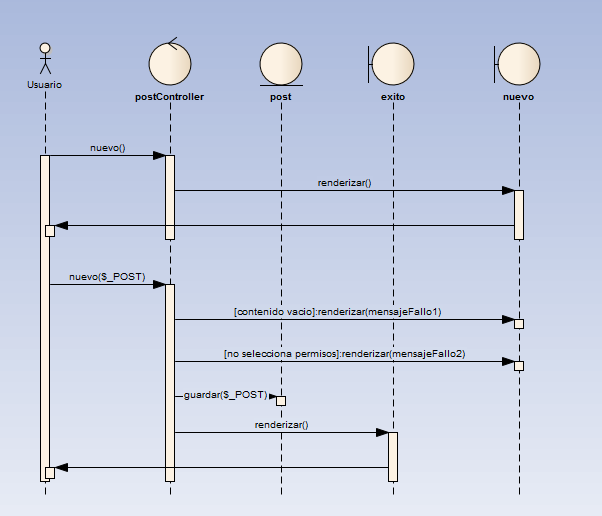 Usuario
postController
post
exito
nuevo
nuevo()
renderizar()
nuevo($_POST)
[contenido vacio]:renderizar(mensajeFallo1)
[no selecciona permisos]:renderizar(mensajeFallo2)
guardar($_POST)
renderizar()